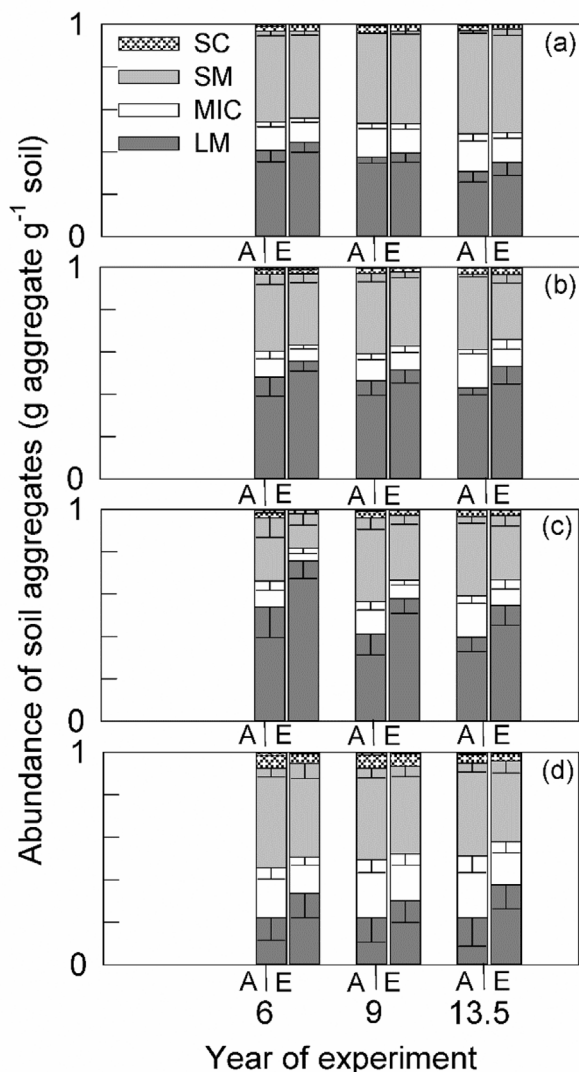 1
SC
(a)
SM
MIC
LM
0
A E
A E
A E
1
(b)
0
A E
A E
A E
1
(c)
0
A E
A E
A E
1
(d)
0
A E
A E
A E
6
9
13.5
Year of experiment
Abundance of soil aggregates (g aggregate g⁻¹ soil)